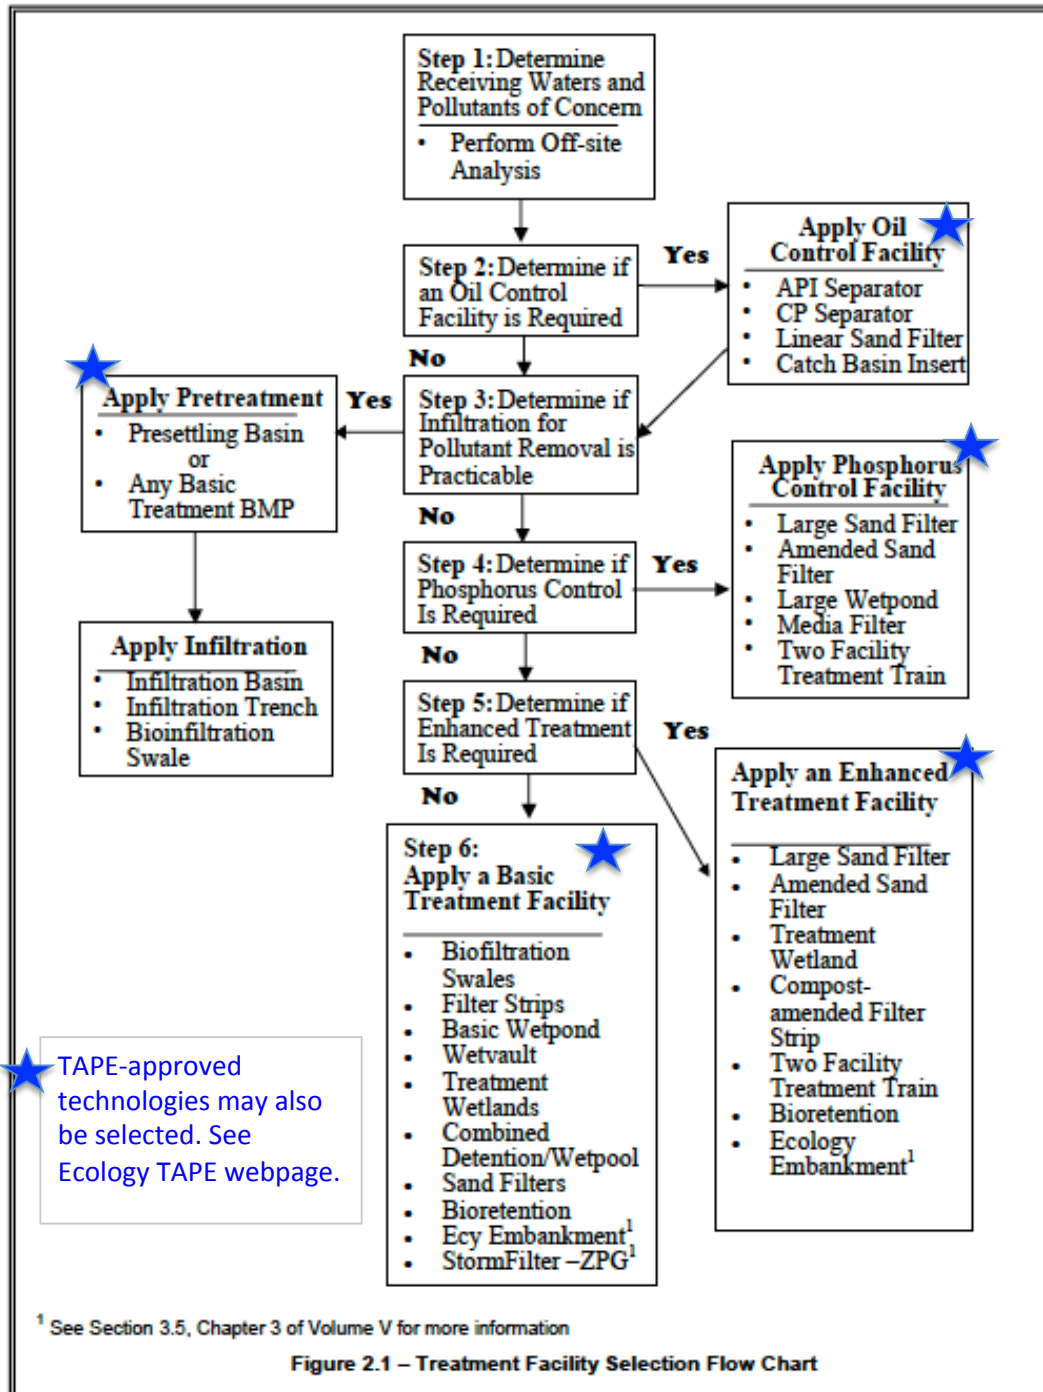 Step 1: Determine
Receiving Waters and
Pollutants of Concern
• Perform Off-site
Analysis
Step 2: Determine if
an Oil Control
Facility is Required
Yes
Apply Oil
Control Facility
• API Separator
• CP Separator
• Linear Sand Filter
• Catch Basin Insert
No
Step 3: Determine if
Infiltration for
Pollutant Removal is
Practicable
Yes
Apply Pretreatment
• Presettling Basin
or
• Any Basic
Treatment BMP
Apply Infiltration
• Infiltration Basin
• Infiltration Trench
• Bioinfiltration
Swale
No
Step 4: Determine if
Phosphorus Control
Is Required
Yes
Apply Phosphorus
Control Facility
• Large Sand Filter
• Amended Sand
Filter
• Large Wetpond
• Media Filter
• Two Facility
Treatment Train
No
Step 5: Determine if
Enhanced Treatment
Is Required
Yes
Apply an Enhanced
Treatment Facility
• Large Sand Filter
• Amended Sand
Filter
• Treatment
Wetland
• Compost-
amended Filter
Strip
• Two Facility
Treatment Train
• Bioretention
• Ecology
Embankment¹
No
Step 6:
Apply a Basic
Treatment Facility
• Biofiltration
Swales
• Filter Strips
• Basic Wetpond
• Wetvault
• Treatment
Wetlands
• Combined
Detention/Wetpool
• Sand Filters
• Bioretention
• Ecy Embankment¹
• StormFilter –ZPG¹
TAPE-approved
technologies may also
be selected. See
Ecology TAPE webpage.
¹ See Section 3.5, Chapter 3 of Volume V for more information
Figure 2.1 – Treatment Facility Selection Flow Chart